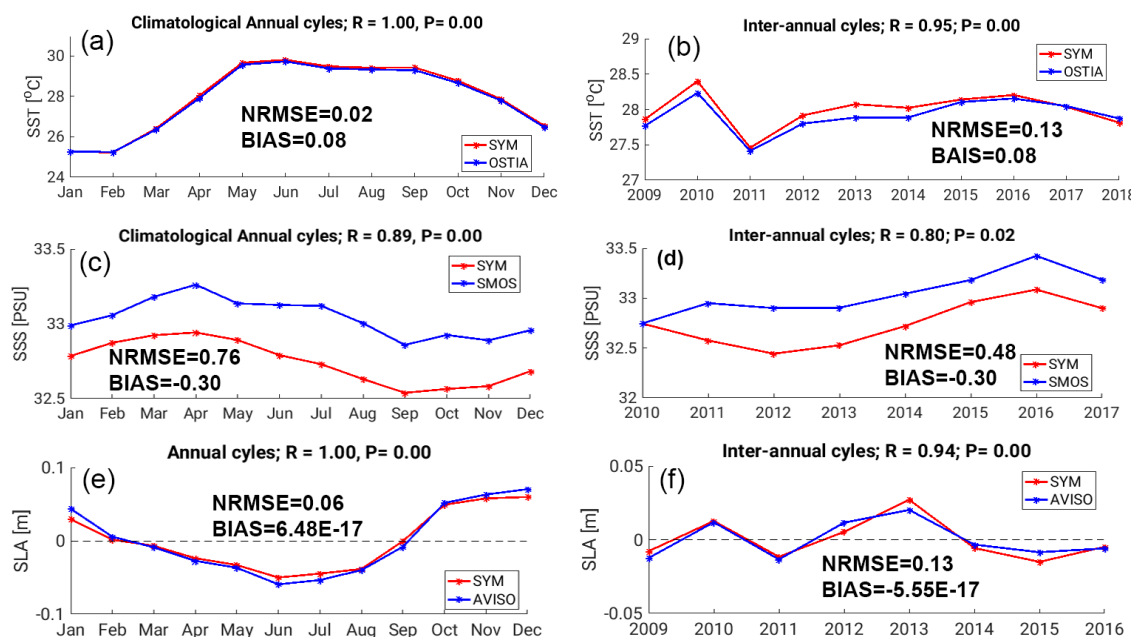 (a)
Climatological Annual cyles; R = 1.00, P= 0.00
SST [°C]
30
28
26
24
NRMSE=0.02
BIAS=0.08
SYM
OSTIA
Jan Feb Mar Apr May Jun Jul Aug Sep Oct Nov Dec
(b)
Inter-annual cyles; R = 0.95; P= 0.00
SST [°C]
29
28.5
28
27.5
27
SYM
OSTIA
NRMSE=0.13
BAIS=0.08
2009 2010 2011 2012 2013 2014 2015 2016 2017 2018
Climatological Annual cyles; R = 0.89, P= 0.00
(c)
SSS [PSU]
33.5
33
32.5
SYM
SMOS
NRMSE=0.76
BIAS=-0.30
Jan Feb Mar Apr May Jun Jul Aug Sep Oct Nov Dec
Inter-annual cyles; R = 0.80; P= 0.02
(d)
SSS [PSU]
33.5
33
32.5
32
NRMSE=0.48
BIAS=-0.30
SYM
SMOS
2010 2011 2012 2013 2014 2015 2016 2017
Annual cyles; R = 1.00, P= 0.00
(e)
SLA [m]
0.1
0
-0.1
NRMSE=0.06
BIAS=6.48E-17
SYM
AVISO
Jan Feb Mar Apr May Jun Jul Aug Sep Oct Nov Dec
Inter-annual cyles; R = 0.94; P= 0.00
(f)
SLA [m]
0.05
0
-0.05
SYM
AVISO
NRMSE=0.13
BIAS=-5.55E-17
2009 2010 2011 2012 2013 2014 2015 2016